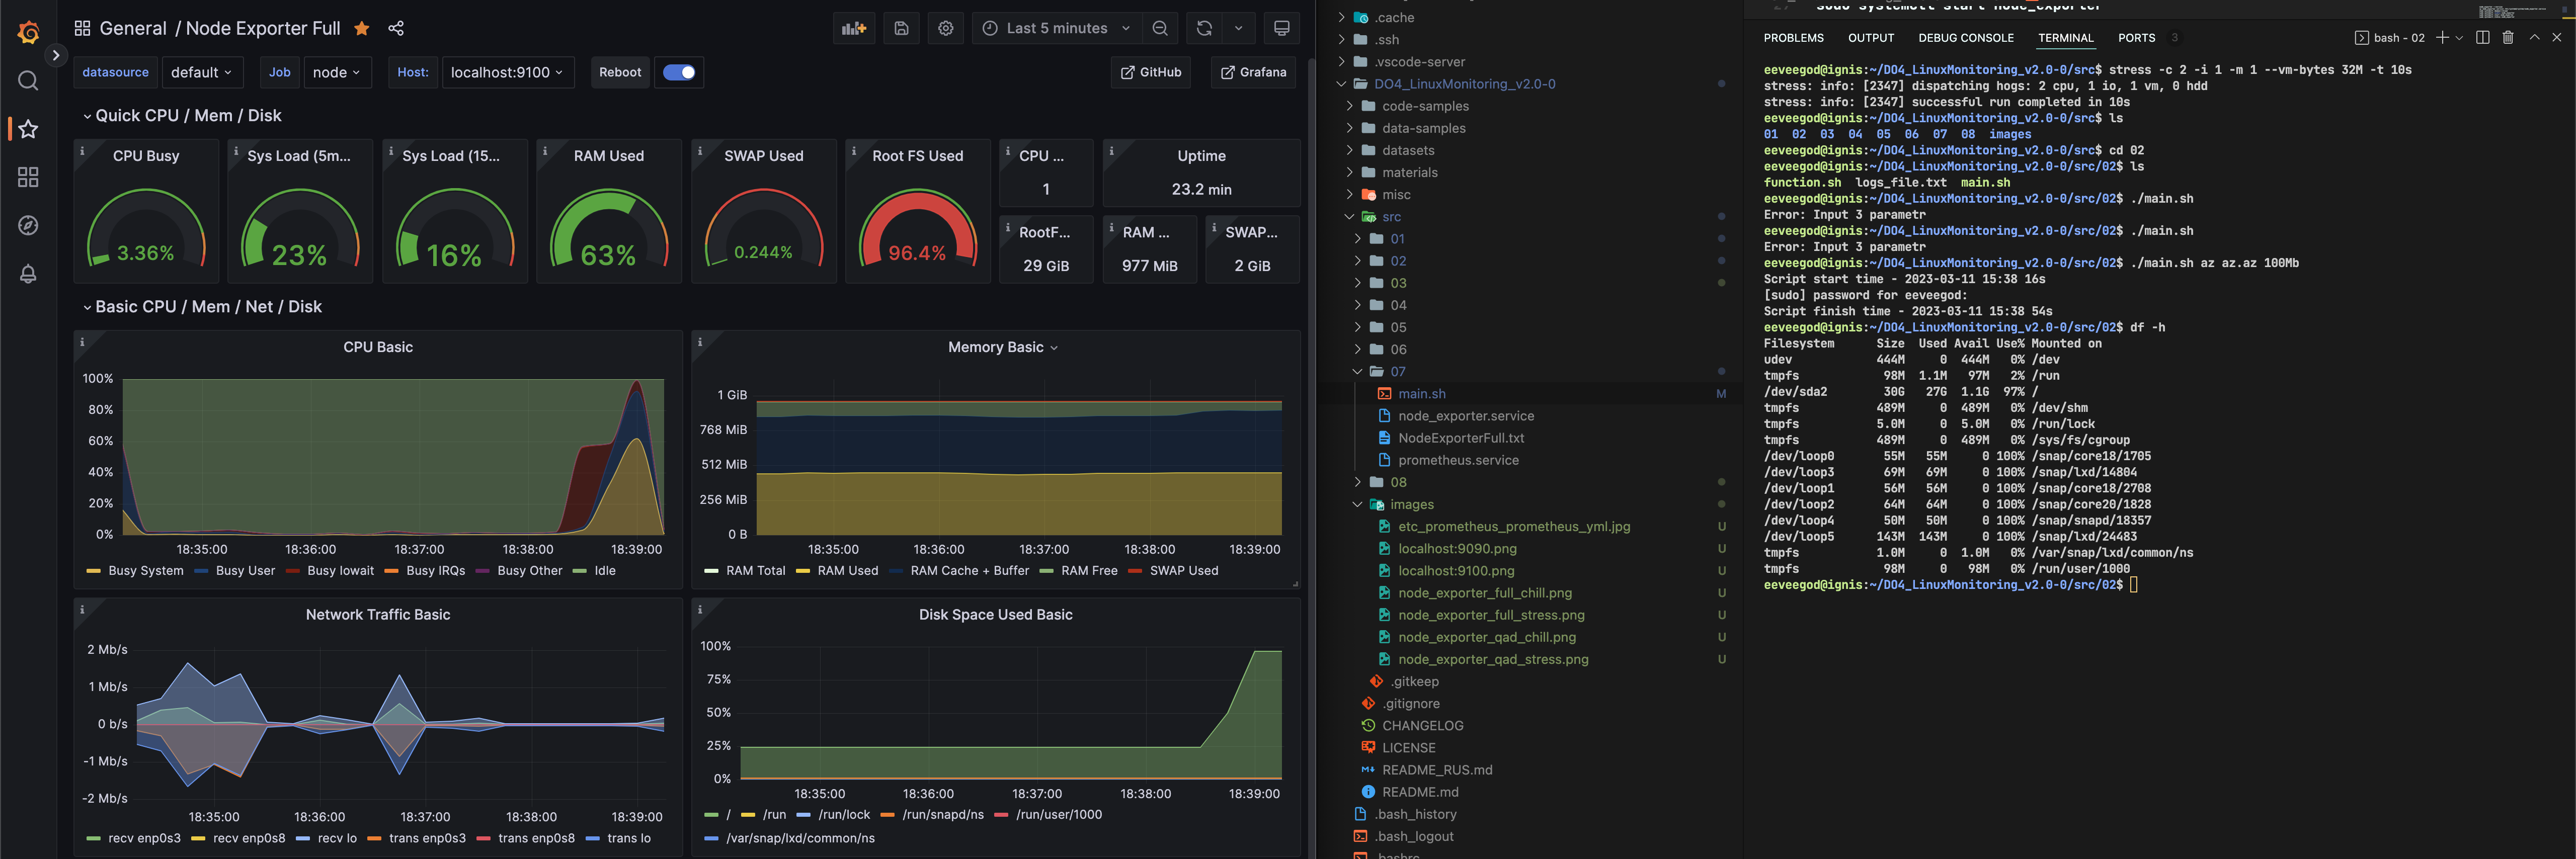 General / Node Exporter Full
Last 5 minutes
datasource default Job node Host: localhost:9100 Reboot GitHub Grafana
Quick CPU / Mem / Disk
CPU Busy
3.36%
Sys Load (5m...
23%
Sys Load (15...
16%
RAM Used
63%
SWAP Used
0.244%
Root FS Used
96.4%
CPU ...
1
Uptime
23.2 min
RootF...
29 GiB
RAM ...
977 MiB
SWAP...
2 GiB
Basic CPU / Mem / Net / Disk
CPU Basic
100%
80%
60%
40%
20%
0%
18:35:00 18:36:00 18:37:00 18:38:00 18:39:00
Busy System Busy User Busy Iowait Busy IRQs Busy Other Idle
Memory Basic
1 GiB
768 MiB
512 MiB
256 MiB
0 B
18:35:00 18:36:00 18:37:00 18:38:00 18:39:00
RAM Total RAM Used RAM Cache + Buffer RAM Free SWAP Used
Network Traffic Basic
2 Mb/s
1 Mb/s
0 b/s
-1 Mb/s
-2 Mb/s
18:35:00 18:36:00 18:37:00 18:38:00 18:39:00
recv enp0s3 recv enp0s8 recv lo trans enp0s3 trans enp0s8 trans lo
Disk Space Used Basic
100%
75%
50%
25%
0%
18:35:00 18:36:00 18:37:00 18:38:00 18:39:00
/ /run /run/lock /run/snapd/ns /run/user/1000
/var/snap/lxd/common/ns
.cache
.ssh
.vscode-server
DO4_LinuxMonitoring_v2.0-0
code-samples
data-samples
datasets
materials
misc
src
01
02
03
04
05
06
07
main.sh M
node_exporter.service
NodeExporterFull.txt
prometheus.service
08
images
etc_prometheus_prometheus_yml.jpg U
localhost:9090.png U
localhost:9100.png U
node_exporter_full_chill.png U
node_exporter_full_stress.png U
node_exporter_qad_chill.png U
node_exporter_qad_stress.png U
.gitkeep
.gitignore
CHANGELOG
LICENSE
README_RUS.md
README.md
.bash_history
.bash_logout
.bashrc
sudo systemctl start node_exporter
PROBLEMS OUTPUT DEBUG CONSOLE TERMINAL PORTS 3 bash - 02
eeveegod@ignis:~/DO4_LinuxMonitoring_v2.0-0/src$ stress -c 2 -i 1 -m 1 --vm-bytes 32M -t 10s
stress: info: [2347] dispatching hogs: 2 cpu, 1 io, 1 vm, 0 hdd
stress: info: [2347] successful run completed in 10s
eeveegod@ignis:~/DO4_LinuxMonitoring_v2.0-0/src$ ls
01 02 03 04 05 06 07 08 images
eeveegod@ignis:~/DO4_LinuxMonitoring_v2.0-0/src$ cd 02
eeveegod@ignis:~/DO4_LinuxMonitoring_v2.0-0/src/02$ ls
function.sh logs_file.txt main.sh
eeveegod@ignis:~/DO4_LinuxMonitoring_v2.0-0/src/02$ ./main.sh
Error: Input 3 parametr
eeveegod@ignis:~/DO4_LinuxMonitoring_v2.0-0/src/02$ ./main.sh
Error: Input 3 parametr
eeveegod@ignis:~/DO4_LinuxMonitoring_v2.0-0/src/02$ ./main.sh az az.az 100Mb
Script start time - 2023-03-11 15:38 16s
[sudo] password for eeveegod:
Script finish time - 2023-03-11 15:38 54s
eeveegod@ignis:~/DO4_LinuxMonitoring_v2.0-0/src/02$ df -h
Filesystem Size Used Avail Use% Mounted on
udev 444M 0 444M 0% /dev
tmpfs 98M 1.1M 97M 2% /run
/dev/sda2 30G 27G 1.1G 97% /
tmpfs 489M 0 489M 0% /dev/shm
tmpfs 5.0M 0 5.0M 0% /run/lock
tmpfs 489M 0 489M 0% /sys/fs/cgroup
/dev/loop0 55M 55M 0 100% /snap/core18/1705
/dev/loop3 69M 69M 0 100% /snap/lxd/14804
/dev/loop1 56M 56M 0 100% /snap/core18/2708
/dev/loop2 64M 64M 0 100% /snap/core20/1828
/dev/loop4 50M 50M 0 100% /snap/snapd/18357
/dev/loop5 143M 143M 0 100% /snap/lxd/24483
tmpfs 1.0M 0 1.0M 0% /var/snap/lxd/common/ns
tmpfs 98M 0 98M 0% /run/user/1000
eeveegod@ignis:~/DO4_LinuxMonitoring_v2.0-0/src/02$